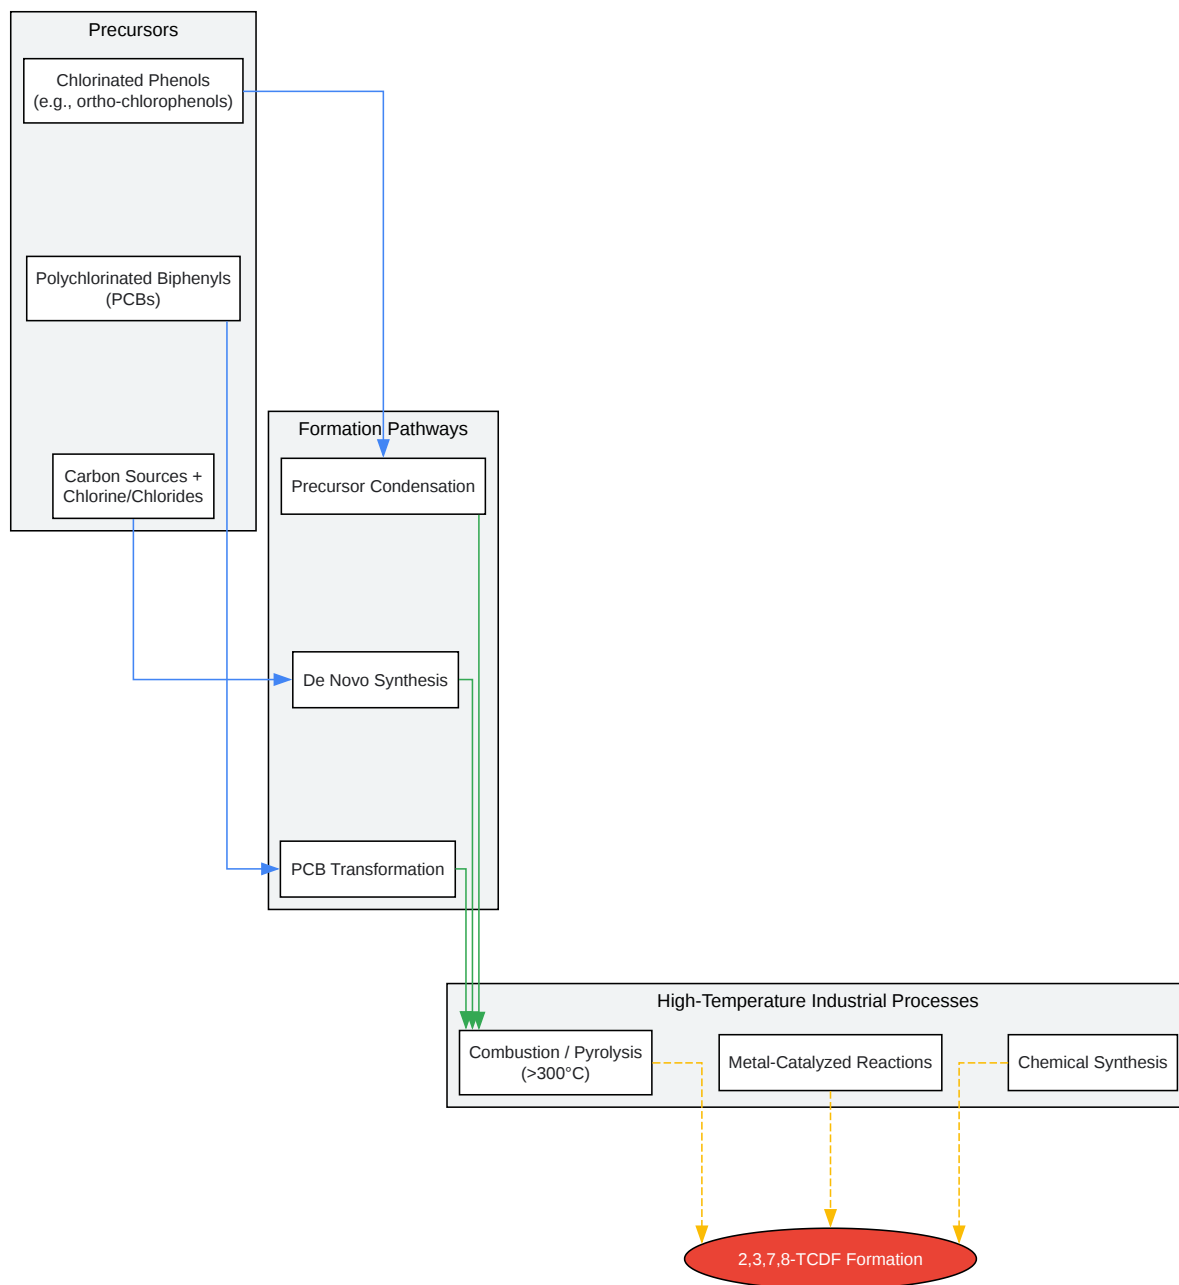 Precursors
Chlorinated Phenols
(e.g., ortho-chlorophenols)
Polychlorinated Biphenyls
(PCBs)
Carbon Sources +
Chlorine/Chlorides
Formation Pathways
Precursor Condensation
De Novo Synthesis
PCB Transformation
High-Temperature Industrial Processes
Combustion / Pyrolysis
(>300°C)
Metal-Catalyzed Reactions
Chemical Synthesis
2,3,7,8-TCDF Formation